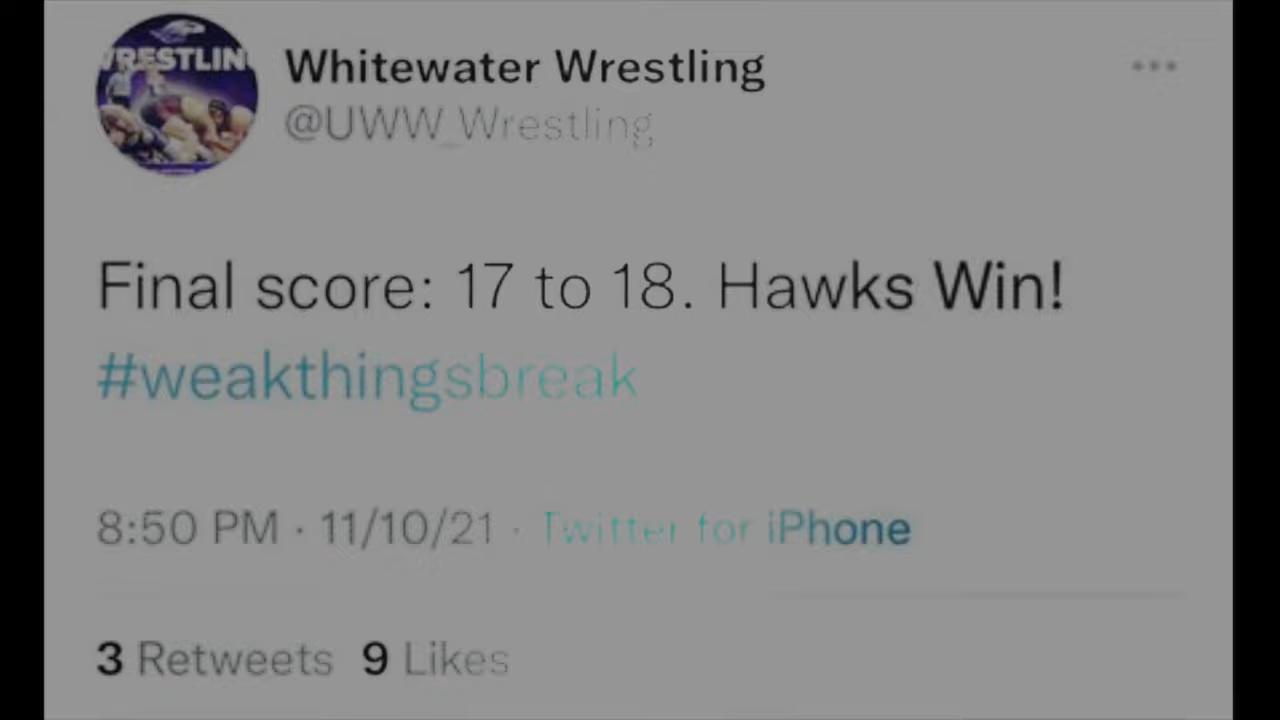 WRESTLIN
Whitewater Wrestling
@UWW_Wrestling
Final score: 17 to 18. Hawks Win!
#weakthingsbreak
8:50 PM · 11/10/21 · Twitter for iPhone
3 Retweets 9 Likes